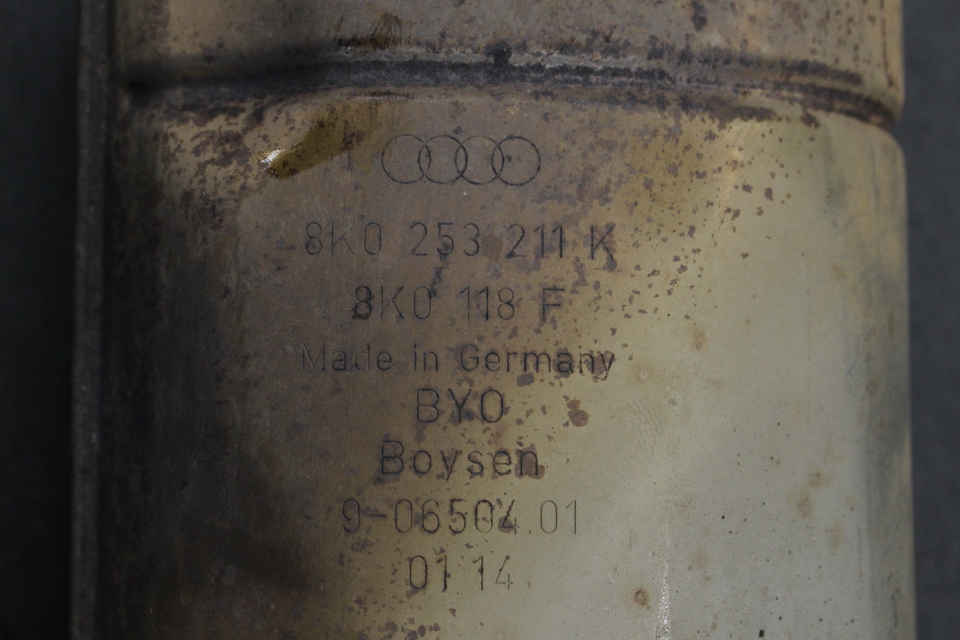 8K0 253 211 K
8K0 118 F
Made in Germany
BYO
Boysen
9-06504.01
01 14